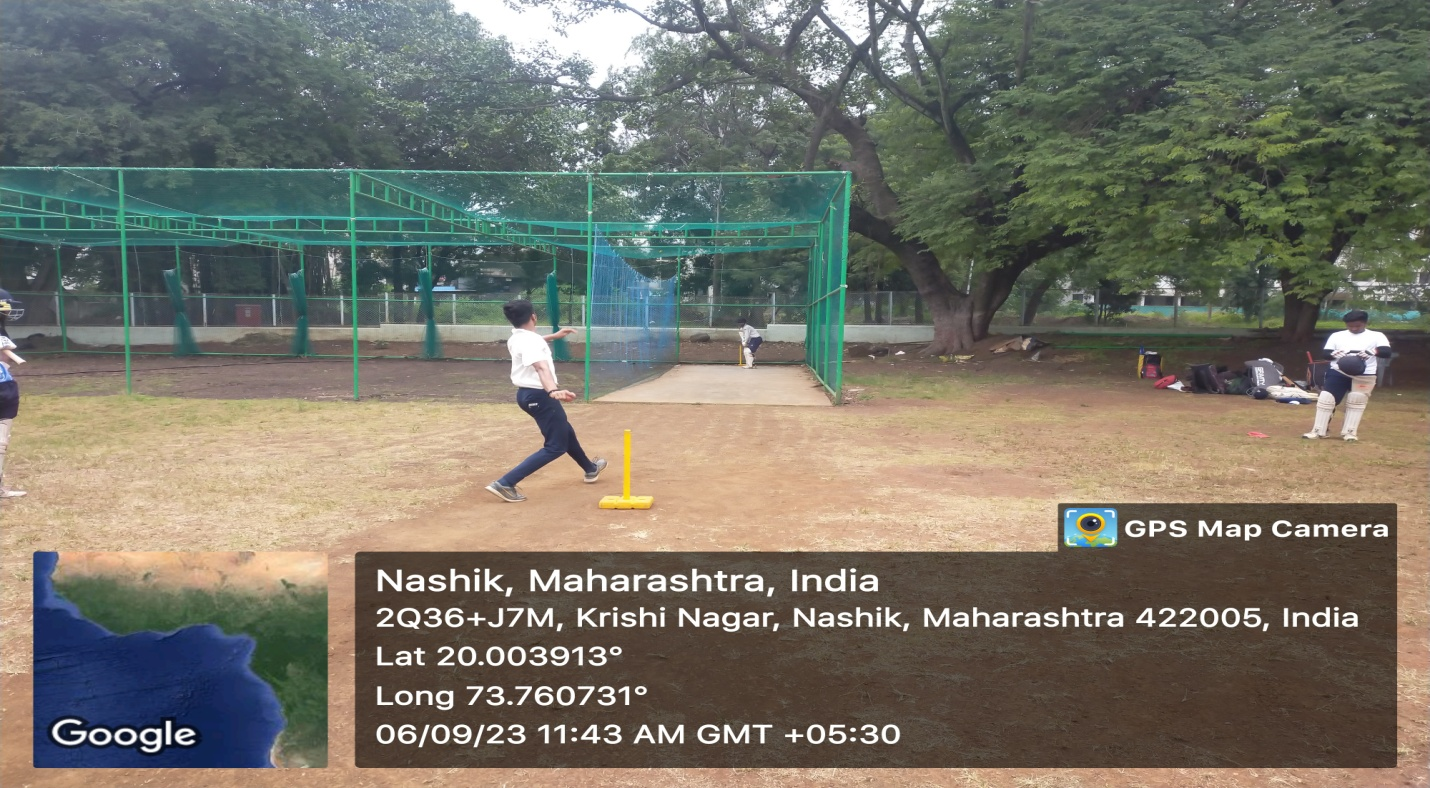 GPS Map Camera
Nashik, Maharashtra, India
2Q36+J7M, Krishi Nagar, Nashik, Maharashtra 422005, India
Lat 20.003913°
Long 73.760731°
06/09/23 11:43 AM GMT +05:30
Google